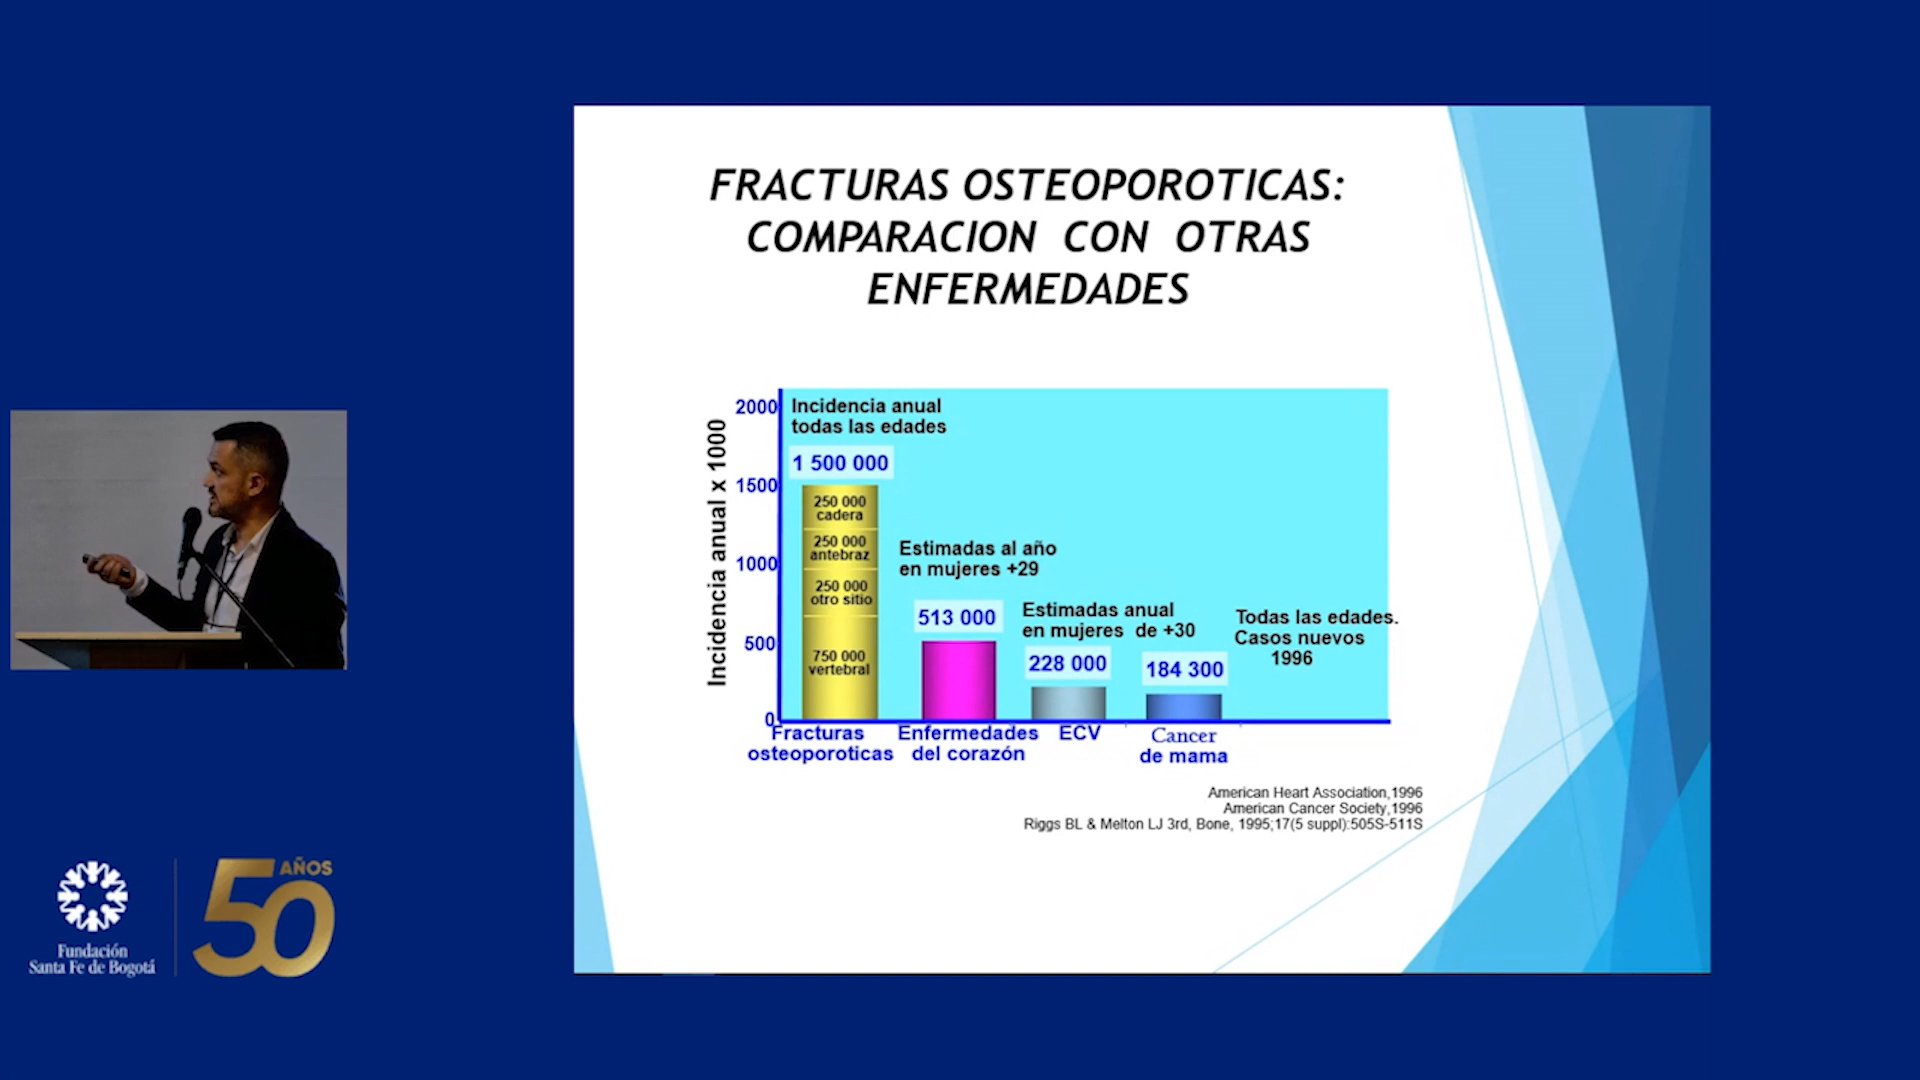 FRACTURAS OSTEOPOROTICAS:
COMPARACION CON OTRAS
ENFERMEDADES
Incidencia anual x 1000
2000
1500
1000
500
0
Incidencia anual
todas las edades
1 500 000
250 000
cadera
250 000
antebraz
250 000
otro sitio
750 000
vertebral
Estimadas al año
en mujeres +29
513 000
Estimadas anual
en mujeres de +30
228 000
184 300
Todas las edades.
Casos nuevos
1996
Fracturas
osteoporoticas
Enfermedades
del corazón
ECV
Cancer
de mama
American Heart Association,1996
American Cancer Society,1996
Riggs BL & Melton LJ 3rd, Bone, 1995;17(5 suppl):505S-511S
Fundación
Santa Fe de Bogotá
50 AÑOS